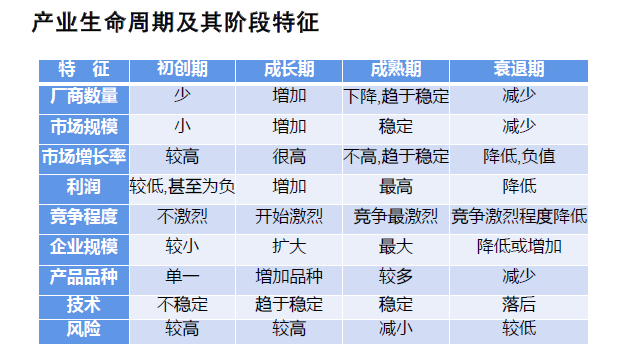 产业生命周期及其阶段特征
特 征 初创期 成长期 成熟期 衰退期
厂商数量 少 增加 下降,趋于稳定 减少
市场规模 小 增加 稳定 减少
市场增长率 较高 很高 不高,趋于稳定 降低,负值
利润 较低,甚至为负 增加 最高 降低
竞争程度 不激烈 开始激烈 竞争最激烈 竞争激烈程度降低
企业规模 较小 扩大 最大 降低或增加
产品品种 单一 增加品种 较多 减少
技术 不稳定 趋于稳定 稳定 落后
风险 较高 较高 减小 较低